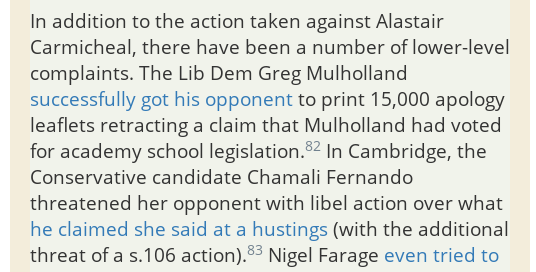 In addition to the action taken against Alastair
Carmicheal, there have been a number of lower-level
complaints. The Lib Dem Greg Mulholland
successfully got his opponent to print 15,000 apology
leaflets retracting a claim that Mulholland had voted
for academy school legislation.82 In Cambridge, the
Conservative candidate Chamali Fernando
threatened her opponent with libel action over what
he claimed she said at a hustings (with the additional
threat of a s.106 action).83 Nigel Farage even tried to